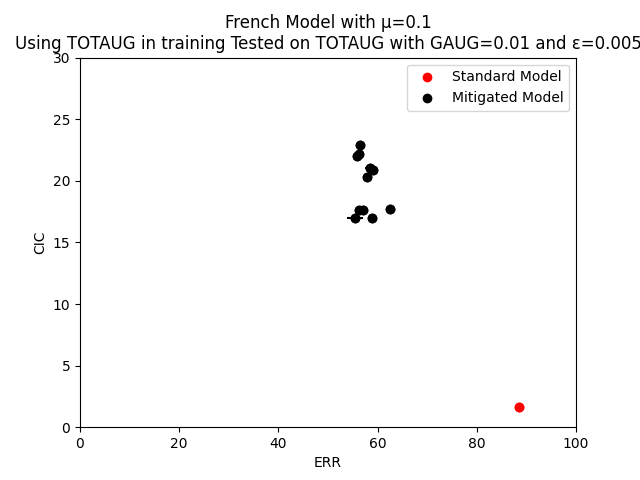 French Model with μ=0.1
Using TOTAUG in training Tested on TOTAUG with GAUG=0.01 and ε=0.005
30
25
20
15
10
5
0
CIC
Standard Model
Mitigated Model
0 20 40 60 80 100
ERR